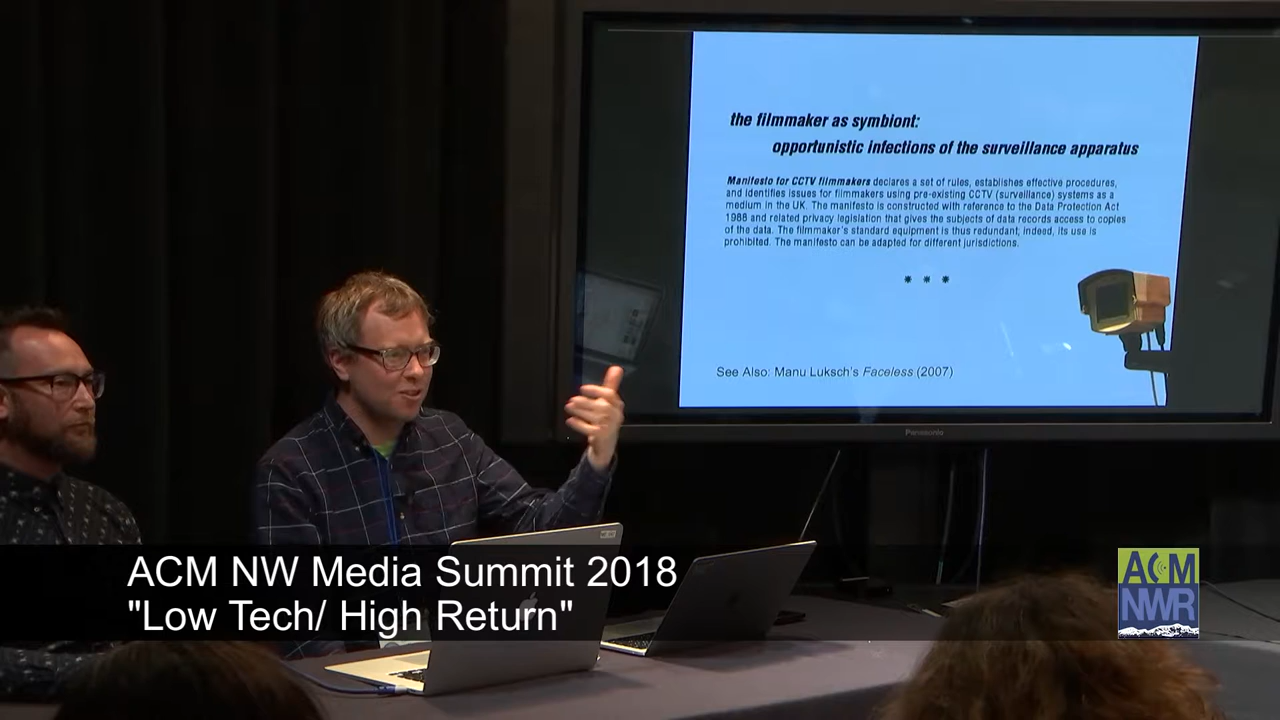 the filmmaker as symbiont:
opportunistic infections of the surveillance apparatus
Manifesto for CCTV filmmakers declares a set of rules, establishes effective procedures,
and identifies issues for filmmakers using pre-existing CCTV (surveillance) systems as a
medium in the UK. The manifesto is constructed with reference to the Data Protection Act
1988 and related privacy legislation that gives the subjects of data records access to copies
of the data. The filmmaker's standard equipment is thus redundant; indeed, its use is
prohibited. The manifesto can be adapted for different jurisdictions.
* * *
See Also: Manu Luksch's Faceless (2007)
Panasonic
ACM NW Media Summit 2018
"Low Tech/ High Return"
ACM
NWR